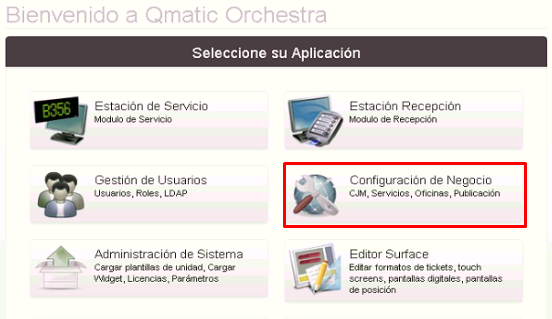 Bienvenido a Qmatic Orchestra
Seleccione su Aplicación
B356
Estación de Servicio
Modulo de Servicio
Estación Recepción
Modulo de Recepción
Gestión de Usuarios
Usuarios, Roles, LDAP
Configuración de Negocio
CJM, Servicios, Oficinas, Publicación
Administración de Sistema
Cargar plantillas de unidad, Cargar
Widget, Licencias, Parámetros
Editor Surface
Editar formatos de tickets, touch
screens, pantallas digitales, pantallas
de posición